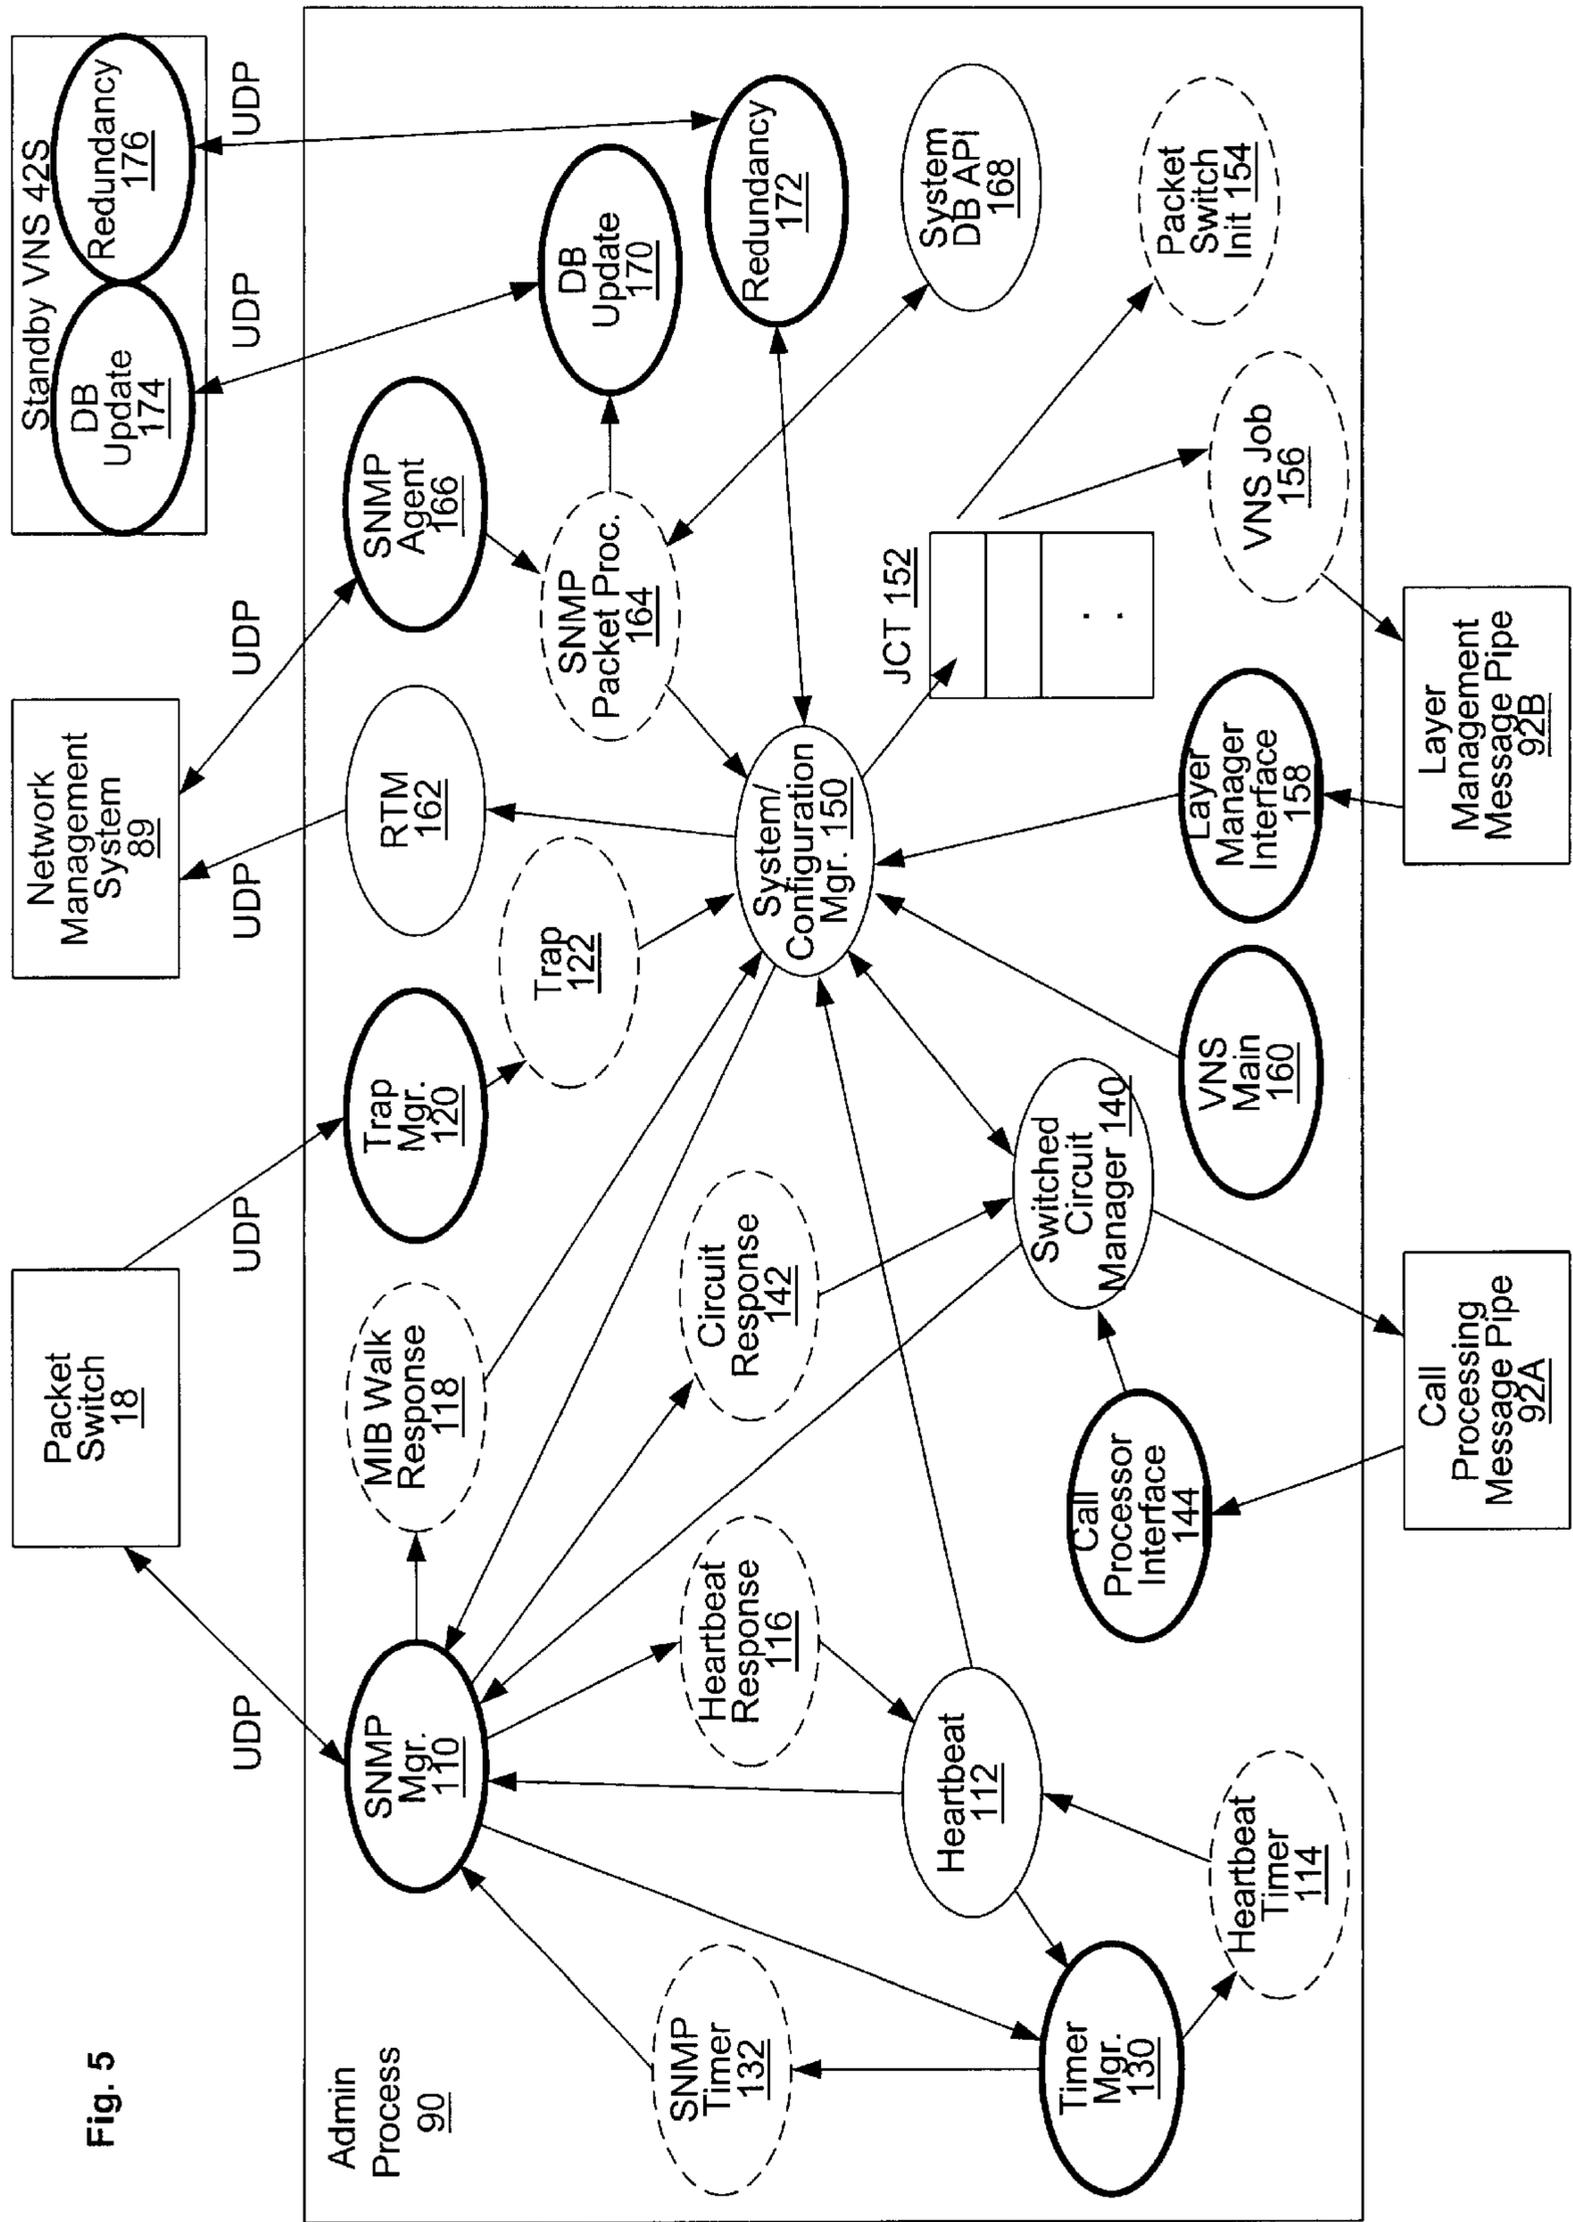 Fig. 5
Packet
Switch
18
Network
Management
System
89
Standby VNS 42S
DB
Update
174
Redundancy
176
UDP
UDP
UDP
UDP
UDP
UDP
Admin
Process
90
SNMP
Mgr.
110
MIB Walk
Response
118
Trap
Mgr.
120
RTM
162
SNMP
Agent
166
Trap
122
SNMP
Packet Proc.
164
DB
Update
170
SNMP
Timer
132
Heartbeat
Response
116
Circuit
Response
142
System/
Configuration
Mgr. 150
Redundancy
172
Heartbeat
112
JCT 152
System
DB API
168
Timer
Mgr.
130
Call
Processor
Interface
144
Switched
Circuit
Manager 140
Packet
Switch
Init 154
Heartbeat
Timer
114
VNS
Main
160
Layer
Manager
Interface
158
VNS Job
156
Call
Processing
Message Pipe
92A
Layer
Management
Message Pipe
92B